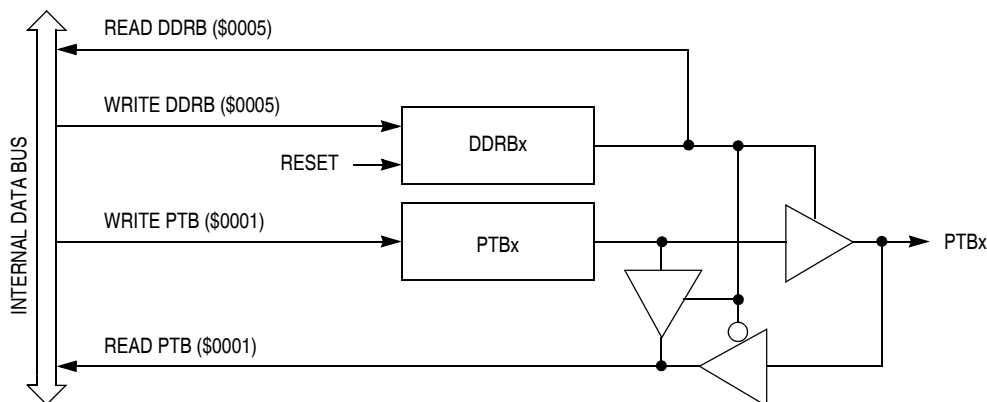 READ DDRB ($0005)
WRITE DDRB ($0005)
DDRBx
RESET
INTERNAL DATA BUS
WRITE PTB ($0001)
PTBx
PTBx
READ PTB ($0001)